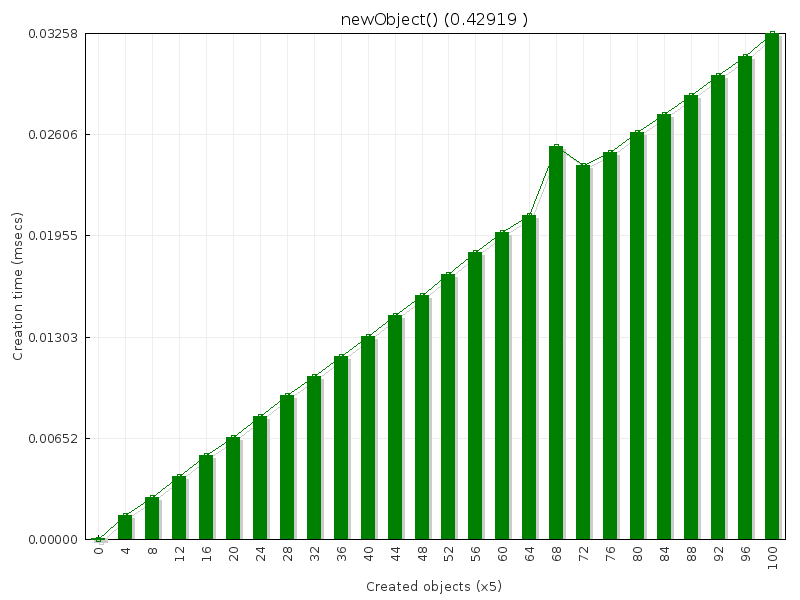 newObject() (0.42919 )
0.03258
0.02606
0.01955
0.01303
0.00652
0.00000
Creation time (msecs)
0 4 8 12 16 20 24 28 32 36 40 44 48 52 56 60 64 68 72 76 80 84 88 92 96 100
Created objects (x5)